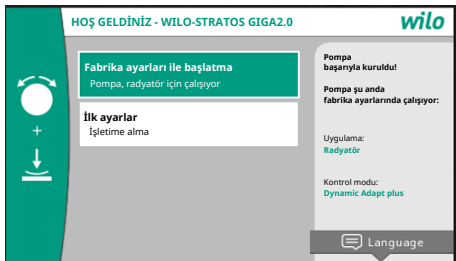 HOŞ GELDİNİZ - WILO-STRATOS GIGA2.0
wilo
Fabrika ayarları ile başlatma
Pompa, radyatör için çalışıyor
İlk ayarlar
İşletime alma
Pompa
başarıyla kuruldu!
Pompa şu anda
fabrika ayarlarında çalışıyor:
Uygulama:
Radyatör
Kontrol modu:
Dynamic Adapt plus
+
Language